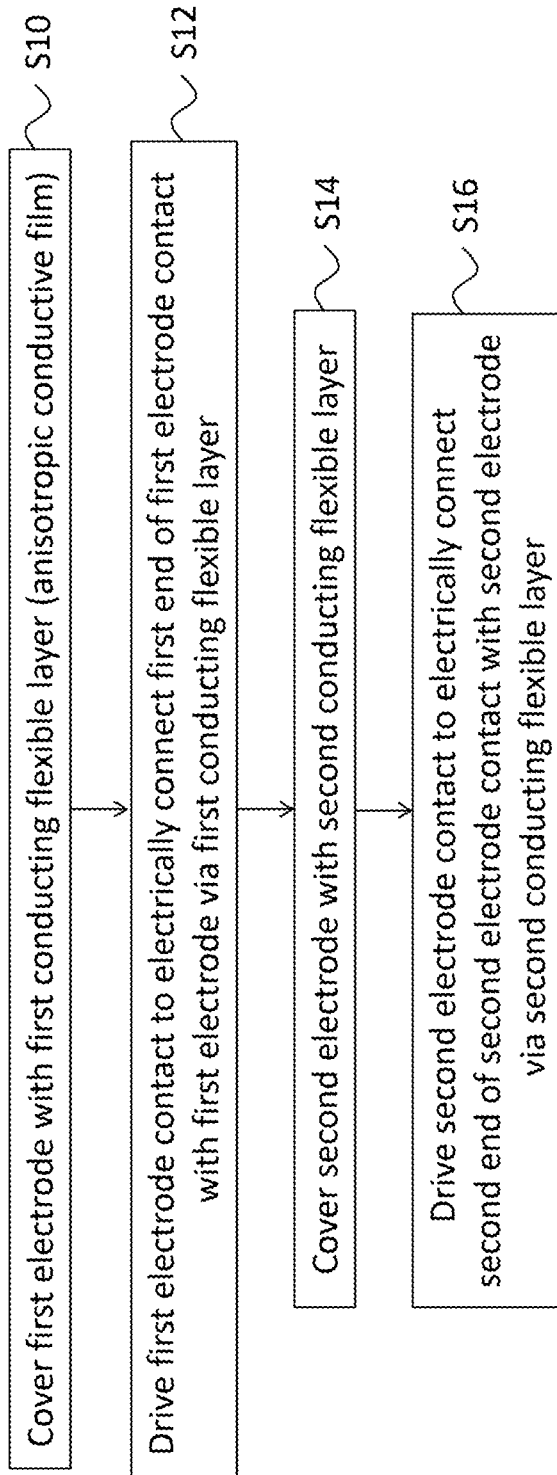 Cover first electrode with first conducting flexible layer (anisotropic conductive film)
S10
Drive first electrode contact to electrically connect first end of first electrode contact
with first electrode via first conducting flexible layer
S12
Cover second electrode with second conducting flexible layer
S14
Drive second electrode contact to electrically connect
second end of second electrode contact with second electrode
via second conducting flexible layer
S16